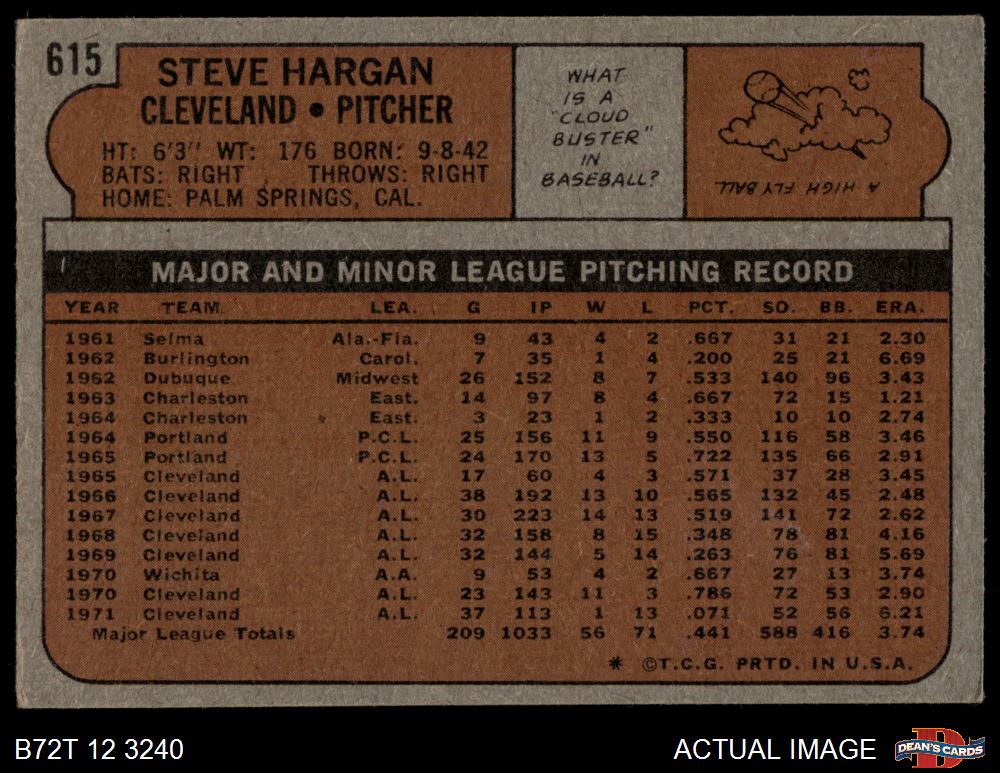 615
STEVE HARGAN
CLEVELAND • PITCHER
HT: 6'3" WT: 176 BORN: 9-8-42
BATS: RIGHT THROWS: RIGHT
HOME: PALM SPRINGS, CAL.
WHAT
IS A
"CLOUD
BUSTER"
IN
BASEBALL?
A HIGH FLY BALL
MAJOR AND MINOR LEAGUE PITCHING RECORD
YEAR TEAM LEA. G IP W L PCT. SO. BB. ERA.
1961 Selma Ala.-Fla. 9 43 4 2 .667 31 21 2.30
1962 Burlington Carol. 7 35 1 4 .200 25 21 6.69
1962 Dubuque Midwest 26 152 8 7 .533 140 96 3.43
1963 Charleston East. 14 97 8 4 .667 72 15 1.21
1964 Charleston East. 3 23 1 2 .333 10 10 2.74
1964 Portland P.C.L. 25 156 11 9 .550 116 58 3.46
1965 Portland P.C.L. 24 170 13 5 .722 135 66 2.91
1965 Cleveland A.L. 17 60 4 3 .571 37 28 3.45
1966 Cleveland A.L. 38 192 13 10 .565 132 45 2.48
1967 Cleveland A.L. 30 223 14 13 .519 141 72 2.62
1968 Cleveland A.L. 32 158 8 15 .348 78 81 4.16
1969 Cleveland A.L. 32 144 5 14 .263 76 81 5.69
1970 Wichita A.A. 9 53 4 2 .667 27 13 3.74
1970 Cleveland A.L. 23 143 11 3 .786 72 53 2.90
1971 Cleveland A.L. 37 113 1 13 .071 52 56 6.21
Major League Totals 209 1033 56 71 .441 588 416 3.74
* ©T.C.G. PRTD. IN U.S.A.
B72T 12 3240
ACTUAL IMAGE
D
DEAN'S CARDS